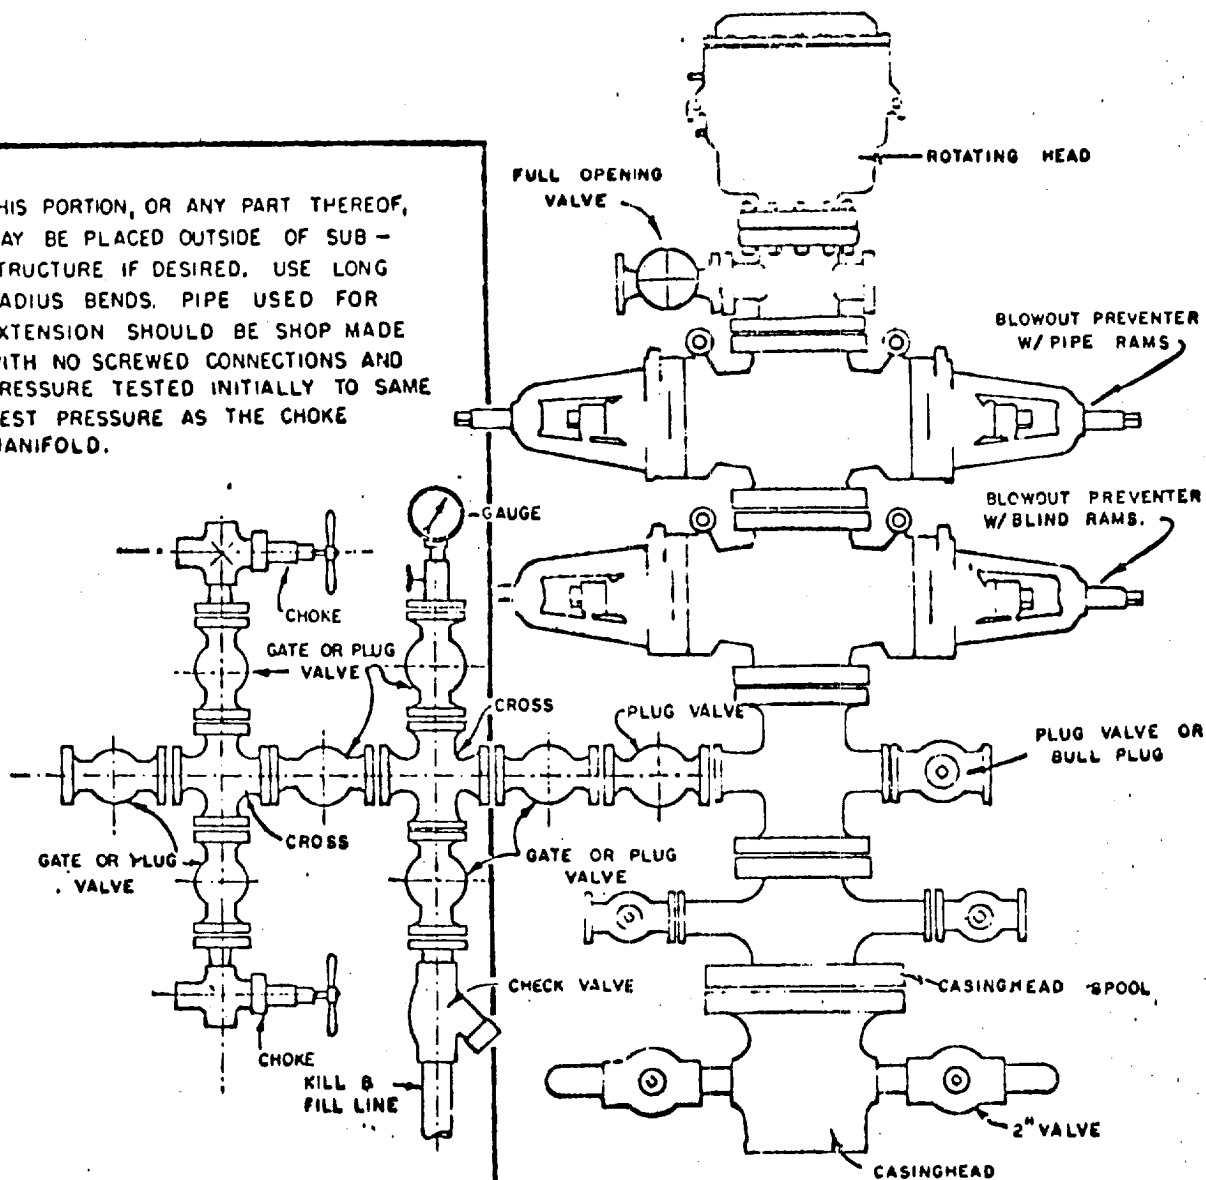 HIS PORTION, OR ANY PART THEREOF,
AY BE PLACED OUTSIDE OF SUB-
TRUCTURE IF DESIRED. USE LONG
ADIUS BENDS. PIPE USED FOR
XTENSION SHOULD BE SHOP MADE
ITH NO SCREWED CONNECTIONS AND
RESSURE TESTED INITIALLY TO SAME
EST PRESSURE AS THE CHOKE
ANIFOLD.
ROTATING HEAD
FULL OPENING
VALVE
BLOWOUT PREVENTER
W/ PIPE RAMS
BLOWOUT PREVENTER
W/BLIND RAMS.
GAUGE
CHOKE
GATE OR PLUG
VALVE
CROSS
PLUG VALVE
PLUG VALVE OR
BULL PLUG
CROSS
GATE OR PLUG
VALVE
GATE OR PLUG
VALVE
CHECK VALVE
CASINGHEAD SPOOL
CHOKE
KILL &
FILL LINE
2" VALVE
CASINGHEAD